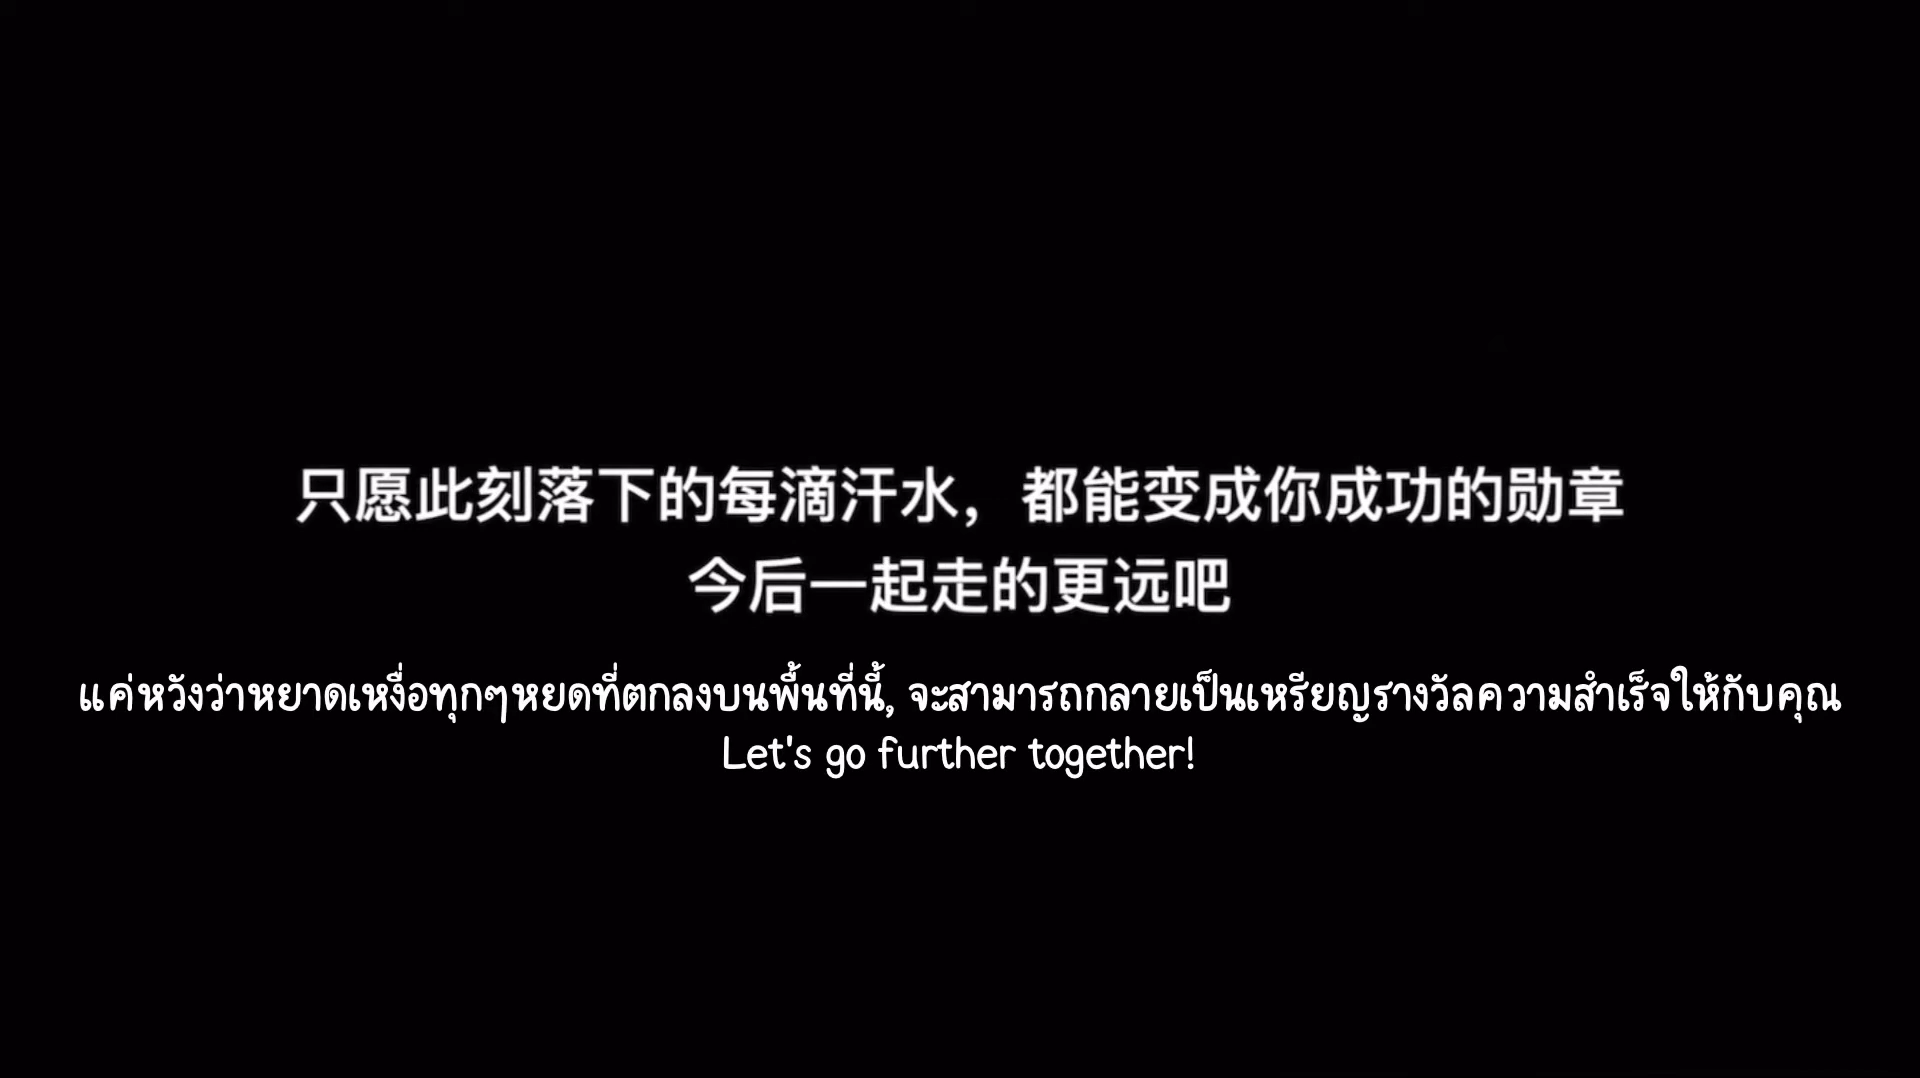 只愿此刻落下的每滴汗水，都能变成你成功的勋章
今后一起走的更远吧
แค่หวังว่าหยาดเหงื่อทุกๆหยดที่ตกลงบนพื้นที่นี้, จะสามารถกลายเป็นเหรียญรางวัลความสำเร็จให้กับคุณ
Let's go further together!